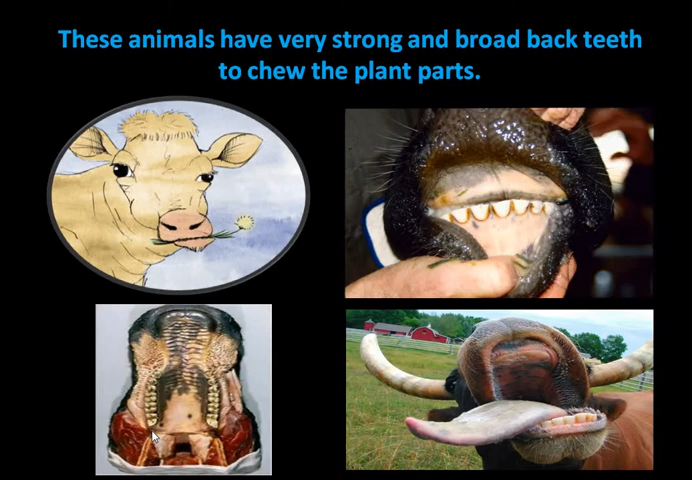 These animals have very strong and broad back teeth
to chew the plant parts.